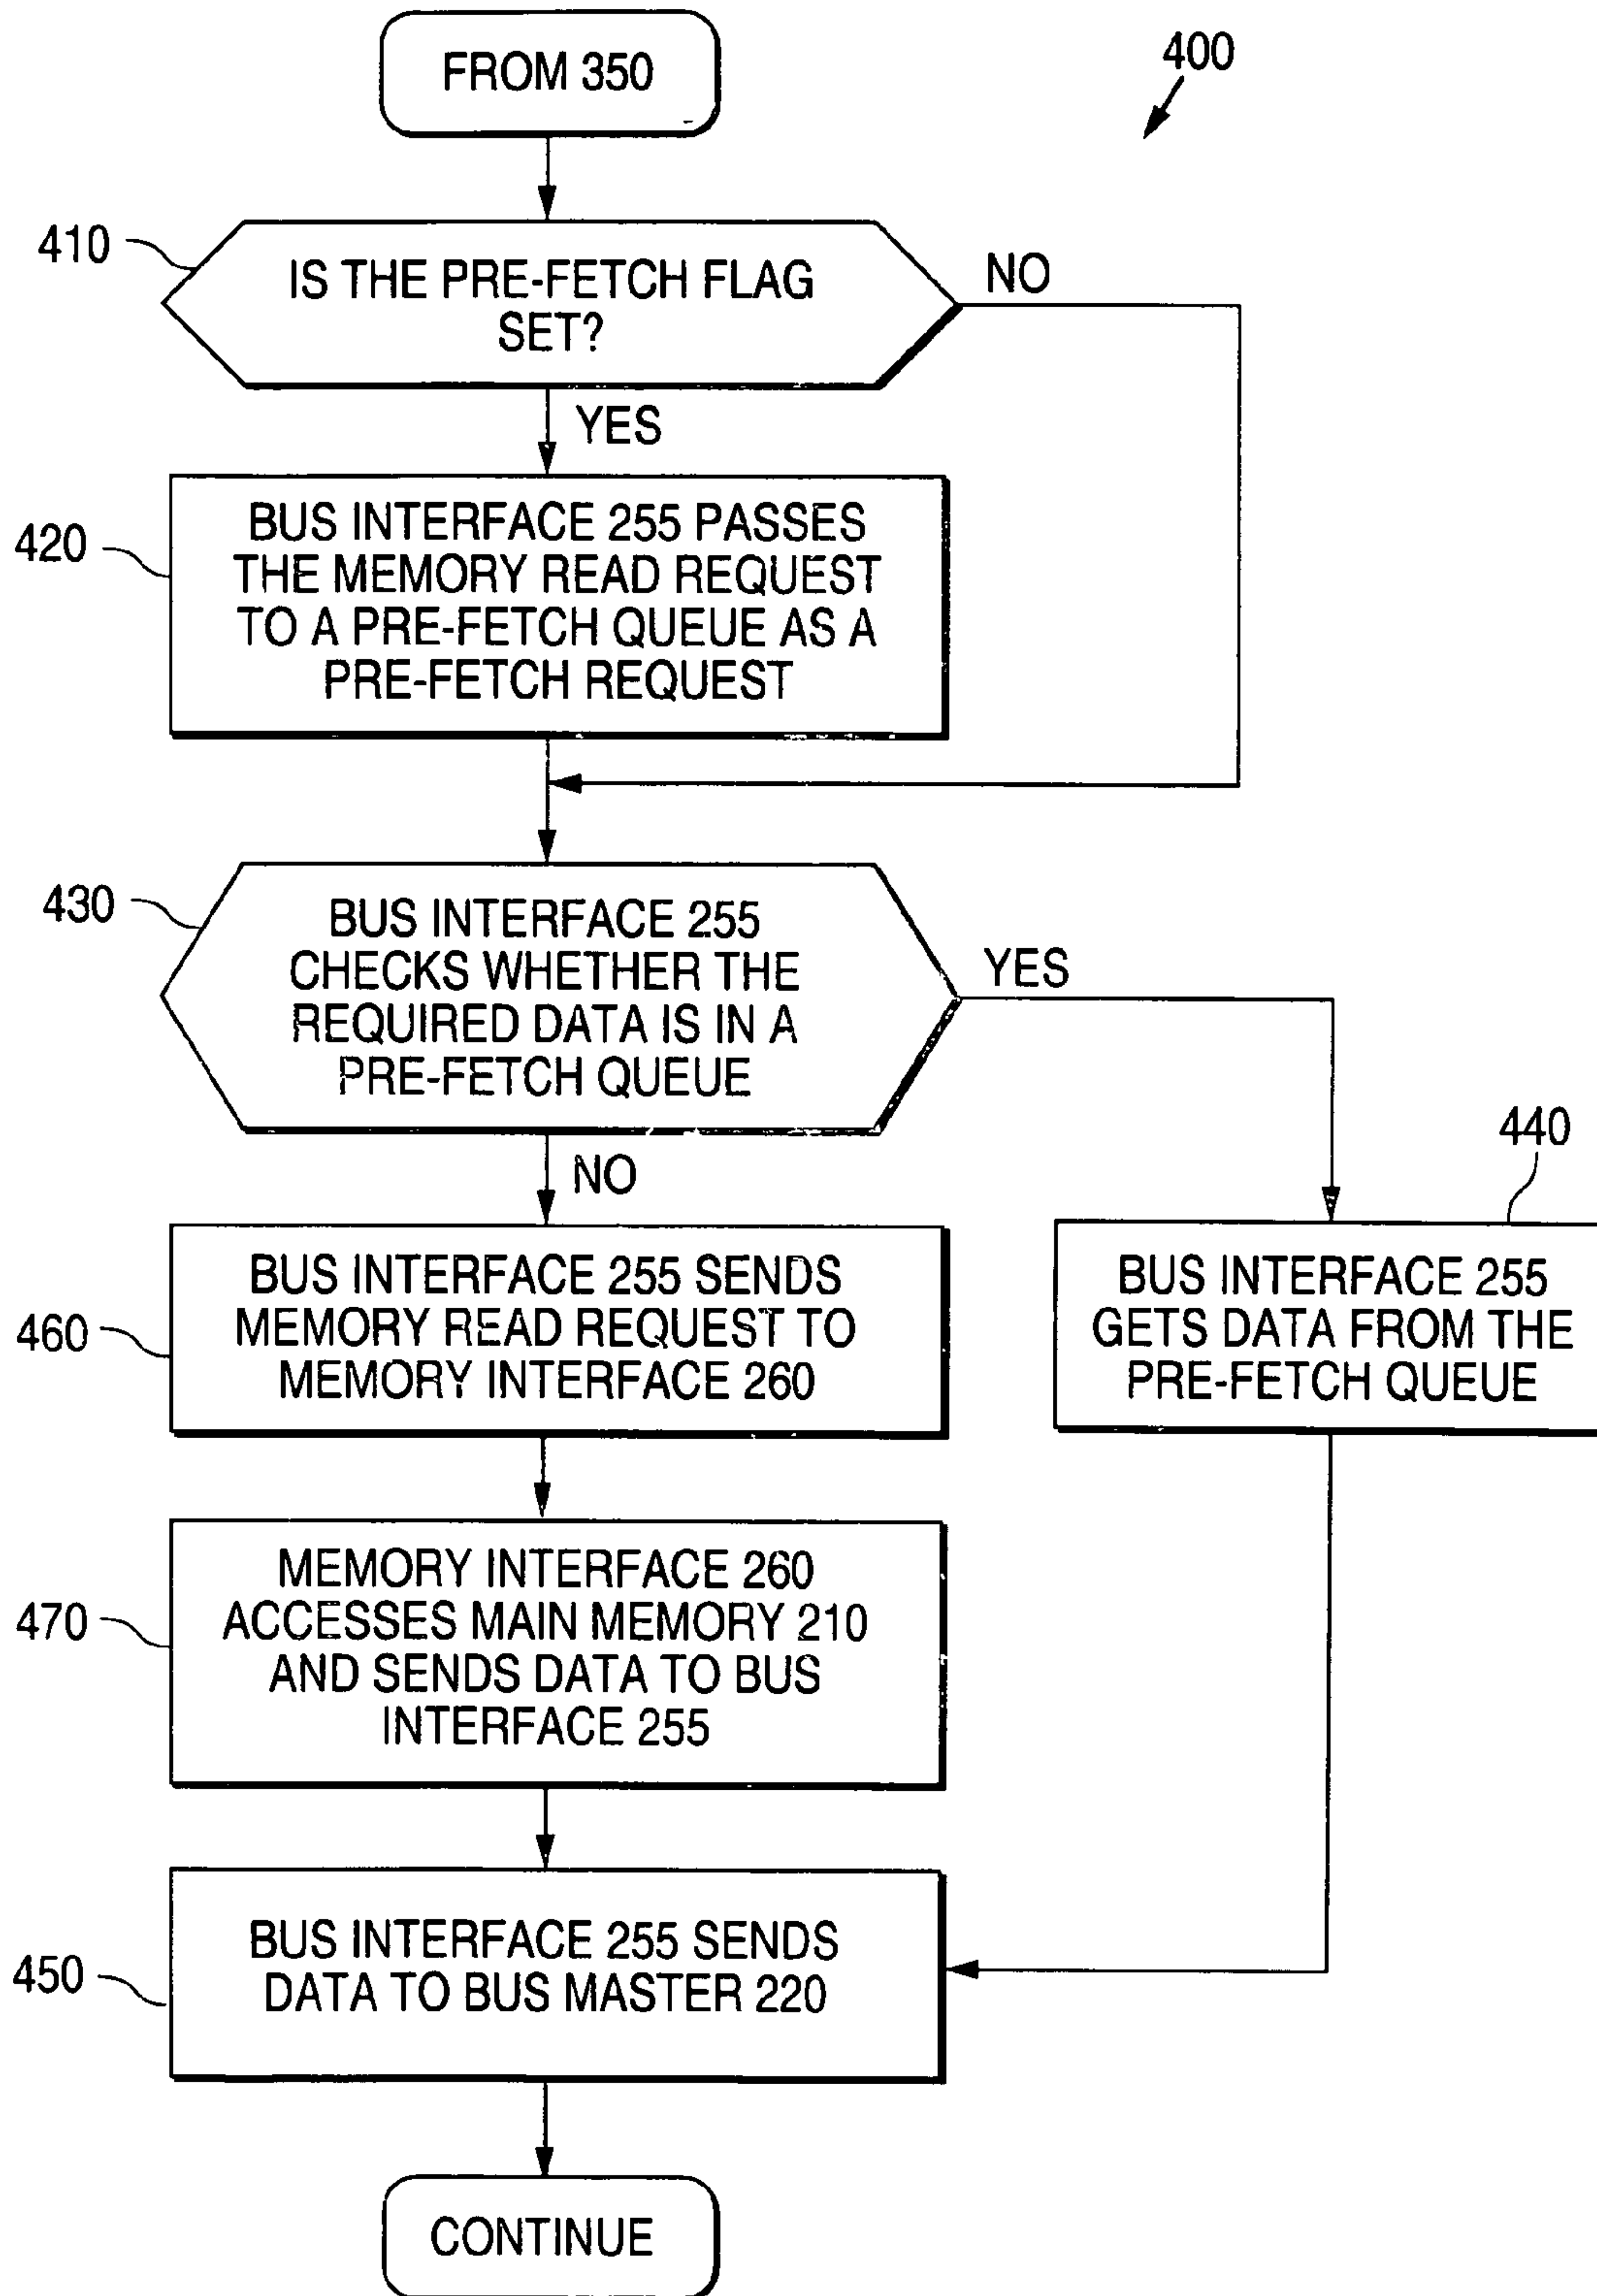 FROM 350
400
410
IS THE PRE-FETCH FLAG
SET?
NO
YES
420
BUS INTERFACE 255 PASSES
THE MEMORY READ REQUEST
TO A PRE-FETCH QUEUE AS A
PRE-FETCH REQUEST
430
BUS INTERFACE 255
CHECKS WHETHER THE
REQUIRED DATA IS IN A
PRE-FETCH QUEUE
YES
NO
440
BUS INTERFACE 255
GETS DATA FROM THE
PRE-FETCH QUEUE
460
BUS INTERFACE 255 SENDS
MEMORY READ REQUEST TO
MEMORY INTERFACE 260
470
MEMORY INTERFACE 260
ACCESSES MAIN MEMORY 210
AND SENDS DATA TO BUS
INTERFACE 255
450
BUS INTERFACE 255 SENDS
DATA TO BUS MASTER 220
CONTINUE